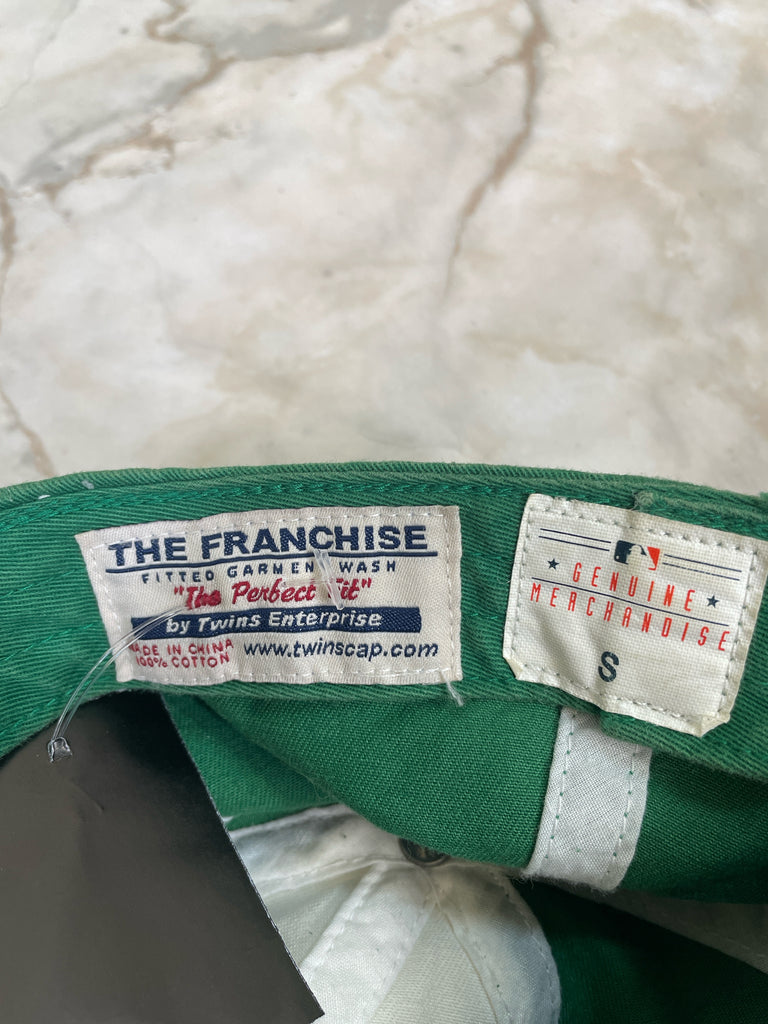 THE FRANCHISE
FITTED GARMENT WASH
"The Perfect Fit"
by Twins Enterprise
MADE IN CHINA
100% COTTON
www.twinscap.com
GENUINE
MERCHANDISE
S